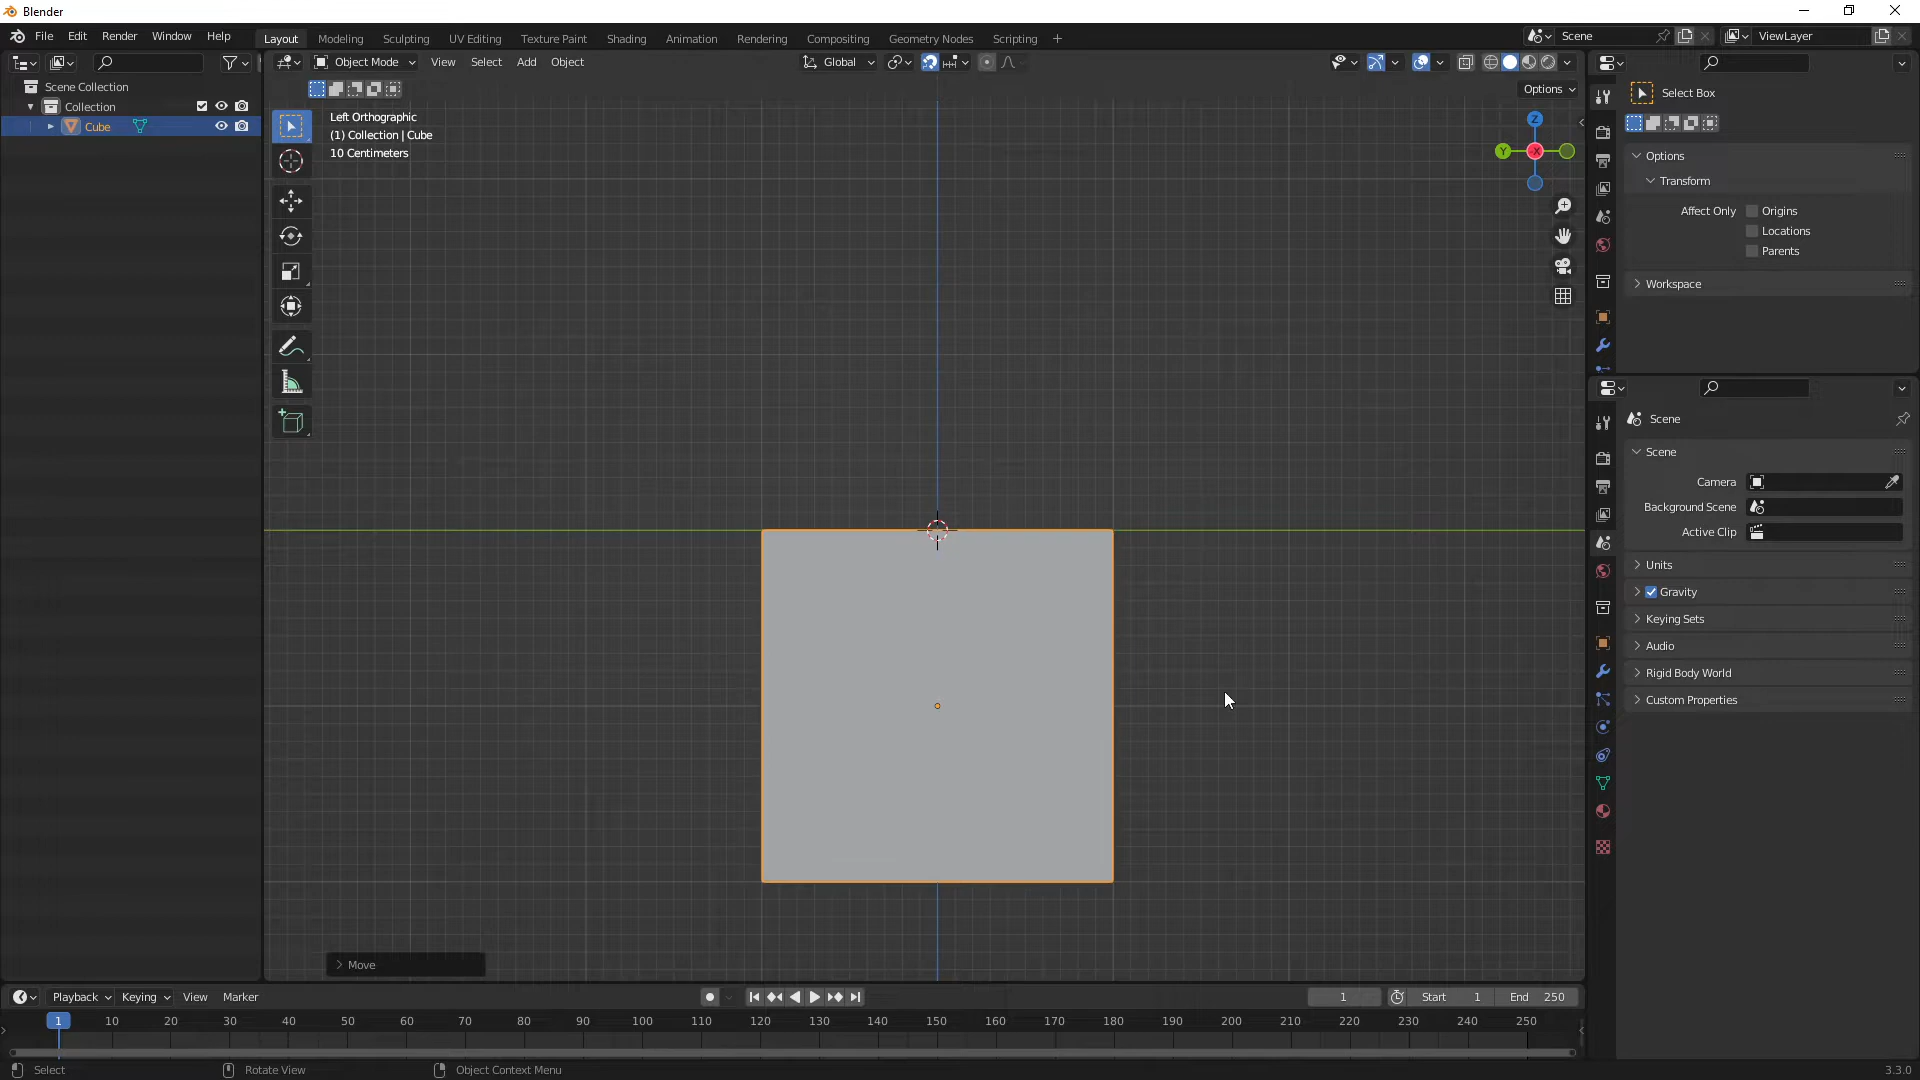 Blender
File Edit Render Window Help
Layout Modeling Sculpting UV Editing Texture Paint Shading Animation Rendering Compositing Geometry Nodes Scripting +
Scene
ViewLayer
Object Mode View Select Add Object
Global
Options
Scene Collection
Collection
Cube
Left Orthographic
(1) Collection | Cube
10 Centimeters
Z
Y
-X
Select Box
Options
Transform
Affect Only Origins
Locations
Parents
Workspace
Scene
Scene
Camera
Background Scene
Active Clip
Units
Gravity
Keying Sets
Audio
Rigid Body World
Custom Properties
Move
Playback Keying View Marker
1
Start 1
End 250
1 10 20 30 40 50 60 70 80 90 100 110 120 130 140 150 160 170 180 190 200 210 220 230 240 250
Select
Rotate View
Object Context Menu
3.3.0